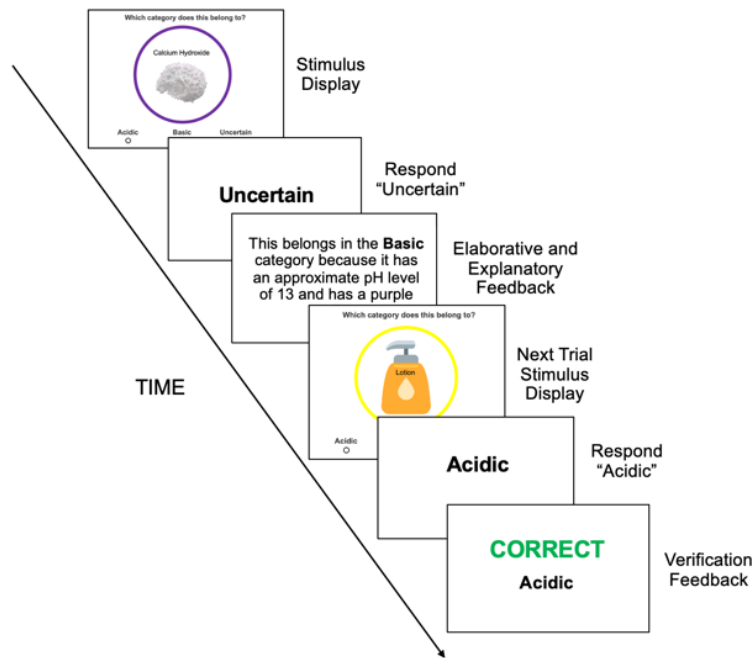 Which category does this belong to?
Calcium Hydroxide
Acidic Basic Uncertain
Stimulus
Display
Uncertain
Respond
"Uncertain"
This belongs in the Basic
category because it has
an approximate pH level
of 13 and has a purple
Elaborative and
Explanatory
Feedback
Which category does this belong to?
Lotion
Acidic
Next Trial
Stimulus
Display
TIME
Acidic
Respond
"Acidic"
CORRECT
Acidic
Verification
Feedback